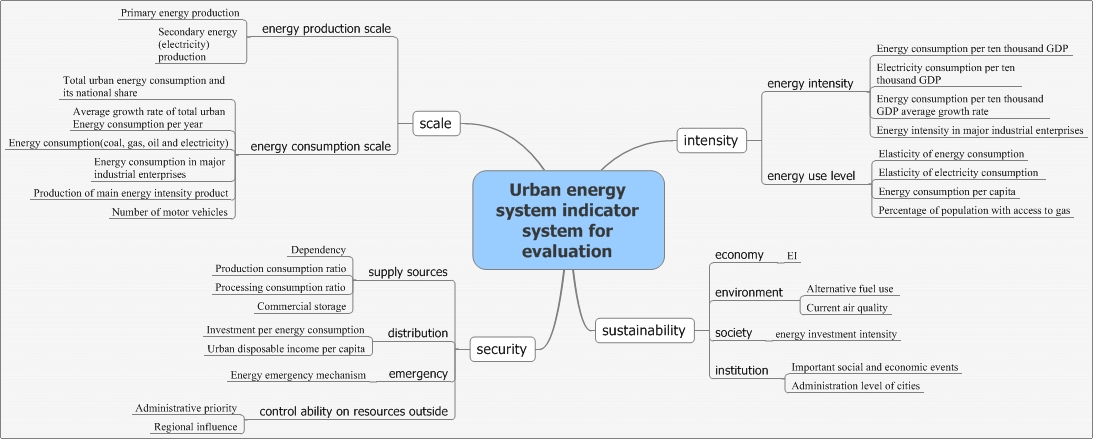 Urban energy
system indicator
system for
evaluation
scale
energy production scale
Primary energy production
Secondary energy
(electricity)
production
energy consumption scale
Total urban energy consumption and
its national share
Average growth rate of total urban
Energy consumption per year
Energy consumption(coal, gas, oil and electricity)
Energy consumption in major
industrial enterprises
Production of main energy intensity product
Number of motor vehicles
intensity
energy intensity
Energy consumption per ten thousand GDP
Electricity consumption per ten
thousand GDP
Energy consumption per ten thousand
GDP average growth rate
Energy intensity in major industrial enterprises
energy use level
Elasticity of energy consumption
Elasticity of electricity consumption
Energy consumption per capita
Percentage of population with access to gas
security
supply sources
Dependency
Production consumption ratio
Processing consumption ratio
Commercial storage
distribution
Investment per energy consumption
Urban disposable income per capita
emergency
Energy emergency mechanism
control ability on resources outside
Administrative priority
Regional influence
sustainability
economy
EI
environment
Alternative fuel use
Current air quality
society
energy investment intensity
institution
Important social and economic events
Administration level of cities